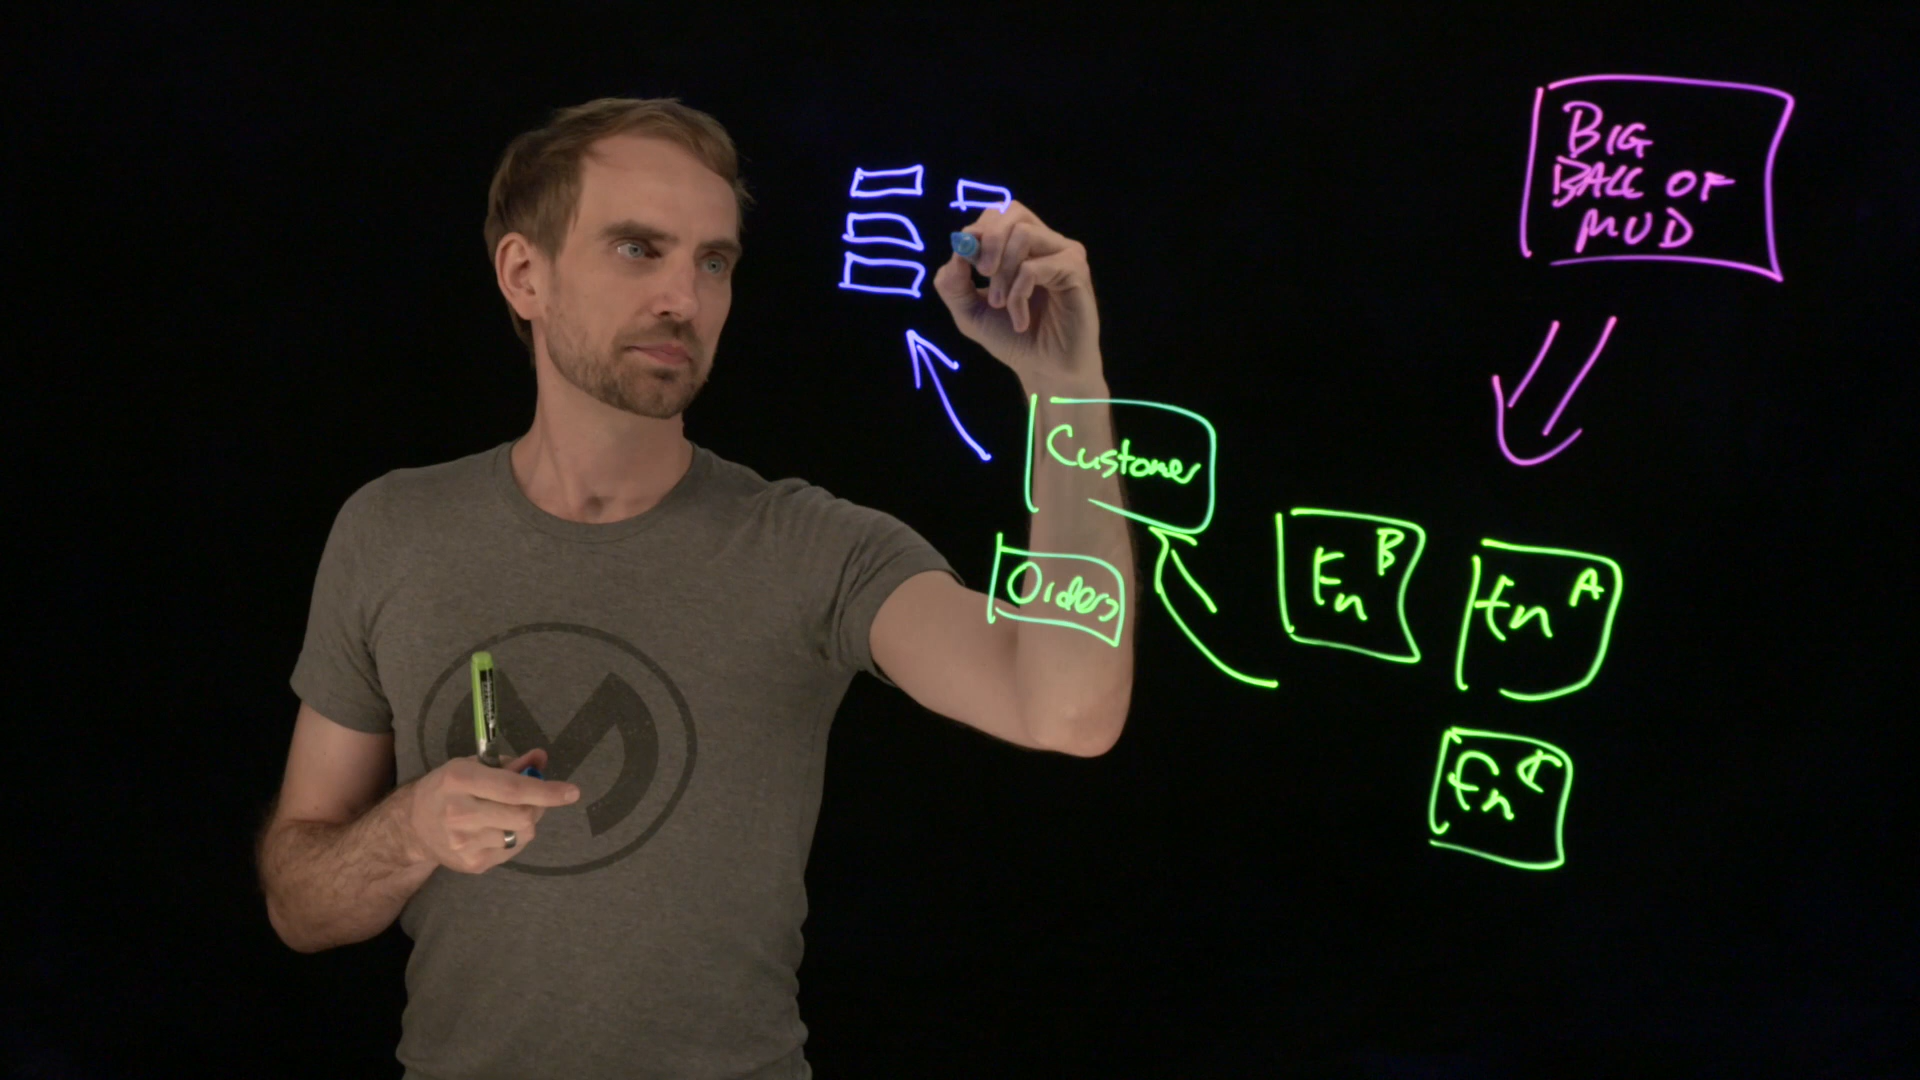 BIG
BALL OF
MUD
Customer
Orders
Fn B
Fn A
Fn C